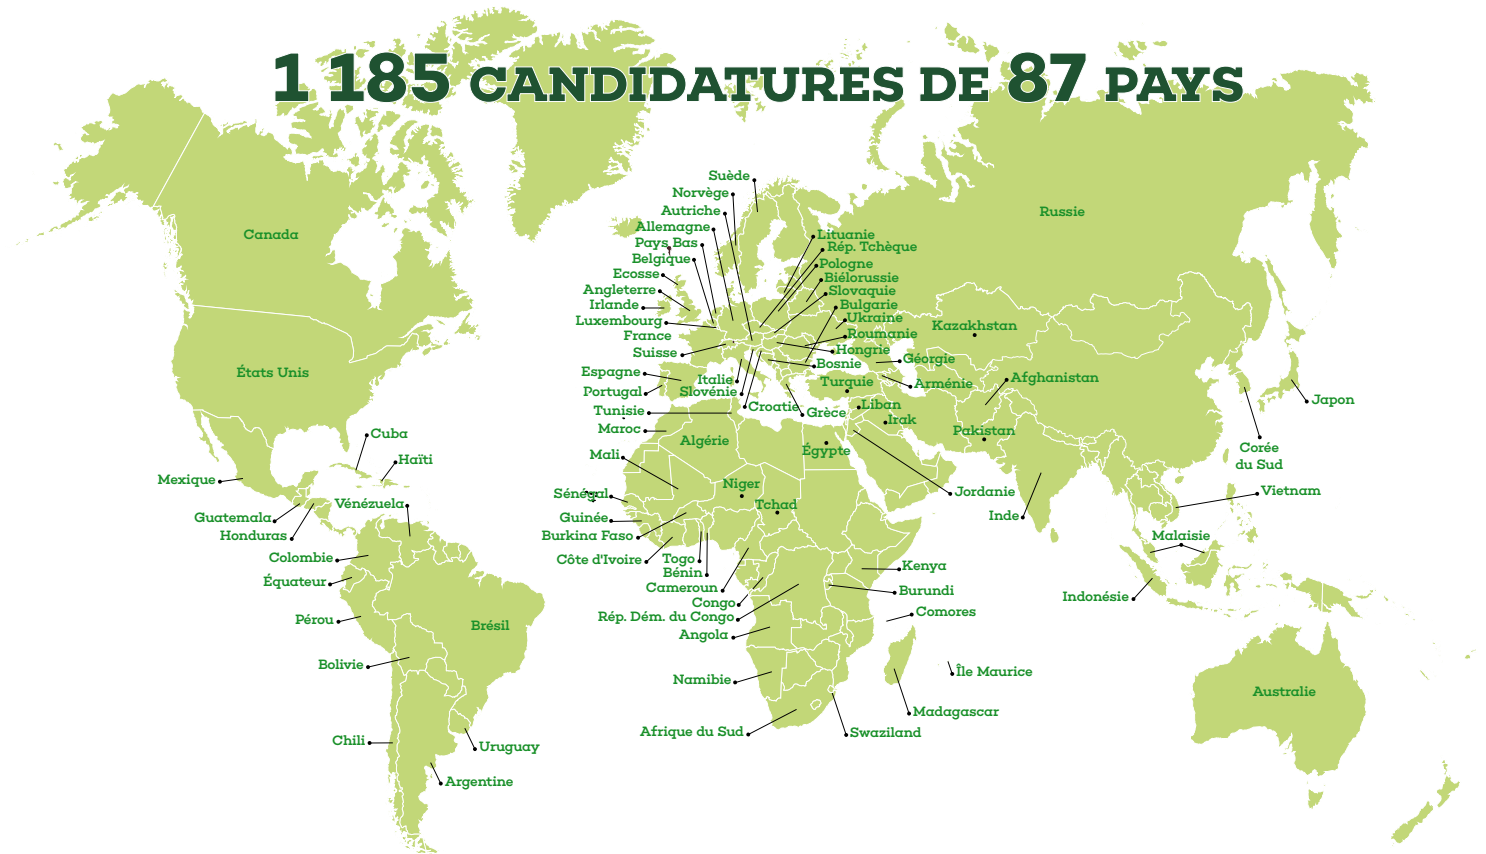 1 185 CANDIDATURES DE 87 PAYS
Suède
Norvège
Autriche
Allemagne
Pays Bas
Belgique
Ecosse
Angleterre
Irlande
Luxembourg
France
Suisse
Espagne
Portugal
Italie
Slovénie
Croatie
Grèce
Lituanie
Rép. Tchèque
Pologne
Biélorussie
Slovaquie
Bulgarie
Ukraine
Roumanie
Hongrie
Bosnie
Géorgie
Turquie
Arménie
Russie
Kazakhstan
Afghanistan
Liban
Irak
Pakistan
Jordanie
Inde
Japon
Corée
du Sud
Vietnam
Malaisie
Indonésie
Australie
Canada
États Unis
Cuba
Haïti
Mexique
Vénézuela
Guatemala
Honduras
Colombie
Équateur
Pérou
Brésil
Bolivie
Chili
Uruguay
Argentine
Tunisie
Maroc
Algérie
Égypte
Mali
Niger
Tchad
Sénégal
Guinée
Burkina Faso
Côte d'Ivoire
Togo
Bénin
Cameroun
Congo
Rép. Dém. du Congo
Angola
Namibie
Afrique du Sud
Kenya
Burundi
Comores
Île Maurice
Madagascar
Swaziland